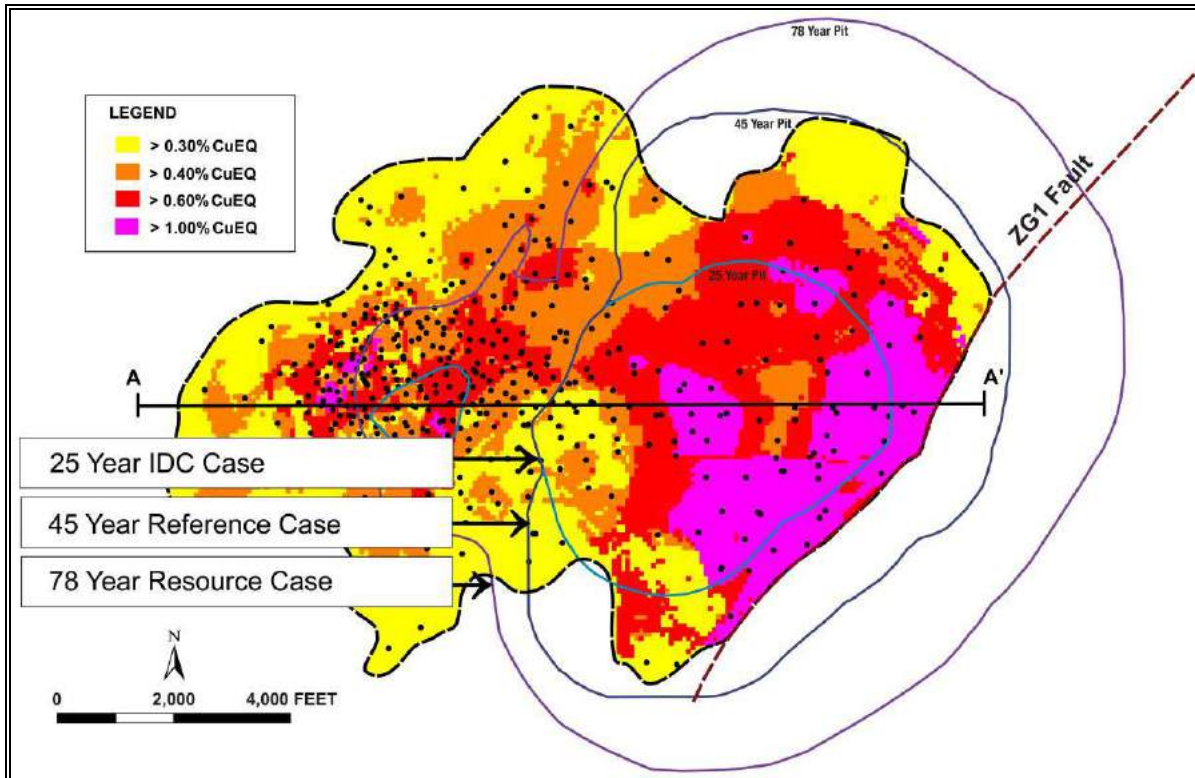 78 Year Pit
45 Year Pit
LEGEND
> 0.30% CuEQ
> 0.40% CuEQ
> 0.60% CuEQ
> 1.00% CuEQ
ZG1 Fault
25 Year Pit
A
A'
25 Year IDC Case
45 Year Reference Case
78 Year Resource Case
N
0 2,000 4,000 FEET